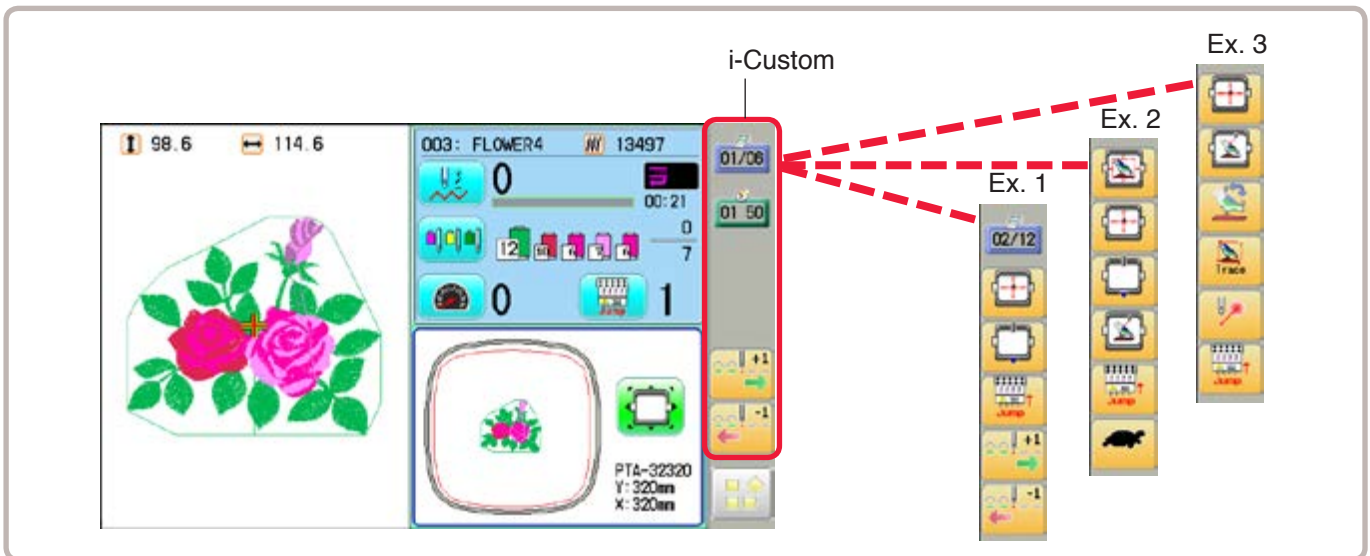 Ex. 3
i-Custom
Ex. 2
Ex. 1
98.6 114.6
003: FLOWER4 13497
0
00:21
12
0
7
0
Jump
1
PTA-32320
Y: 320mm
X: 320mm
01/06
01 50
+1
-1
02/12
Jump
+1
-1
Jump
Trace
Jump